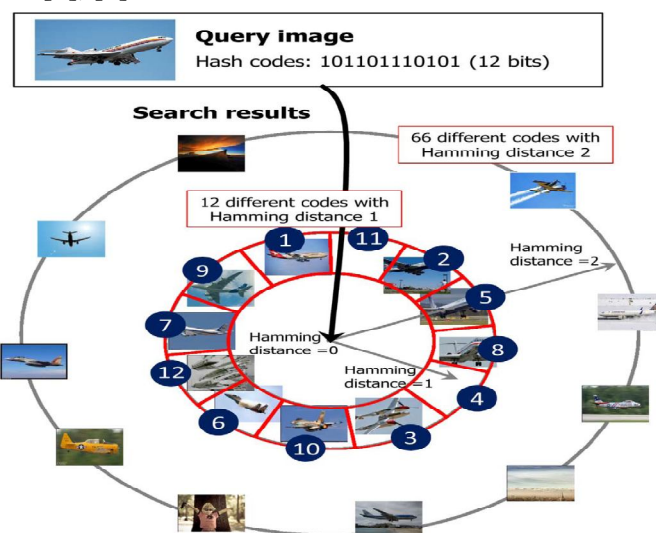 Query image
Hash codes: 101101110101 (12 bits)
Search results
66 different codes with
Hamming distance 2
12 different codes with
Hamming distance 1
1
11
2
9
Hamming
distance =2
5
7
Hamming
distance =0
8
12
Hamming
distance =1
4
6
10
3